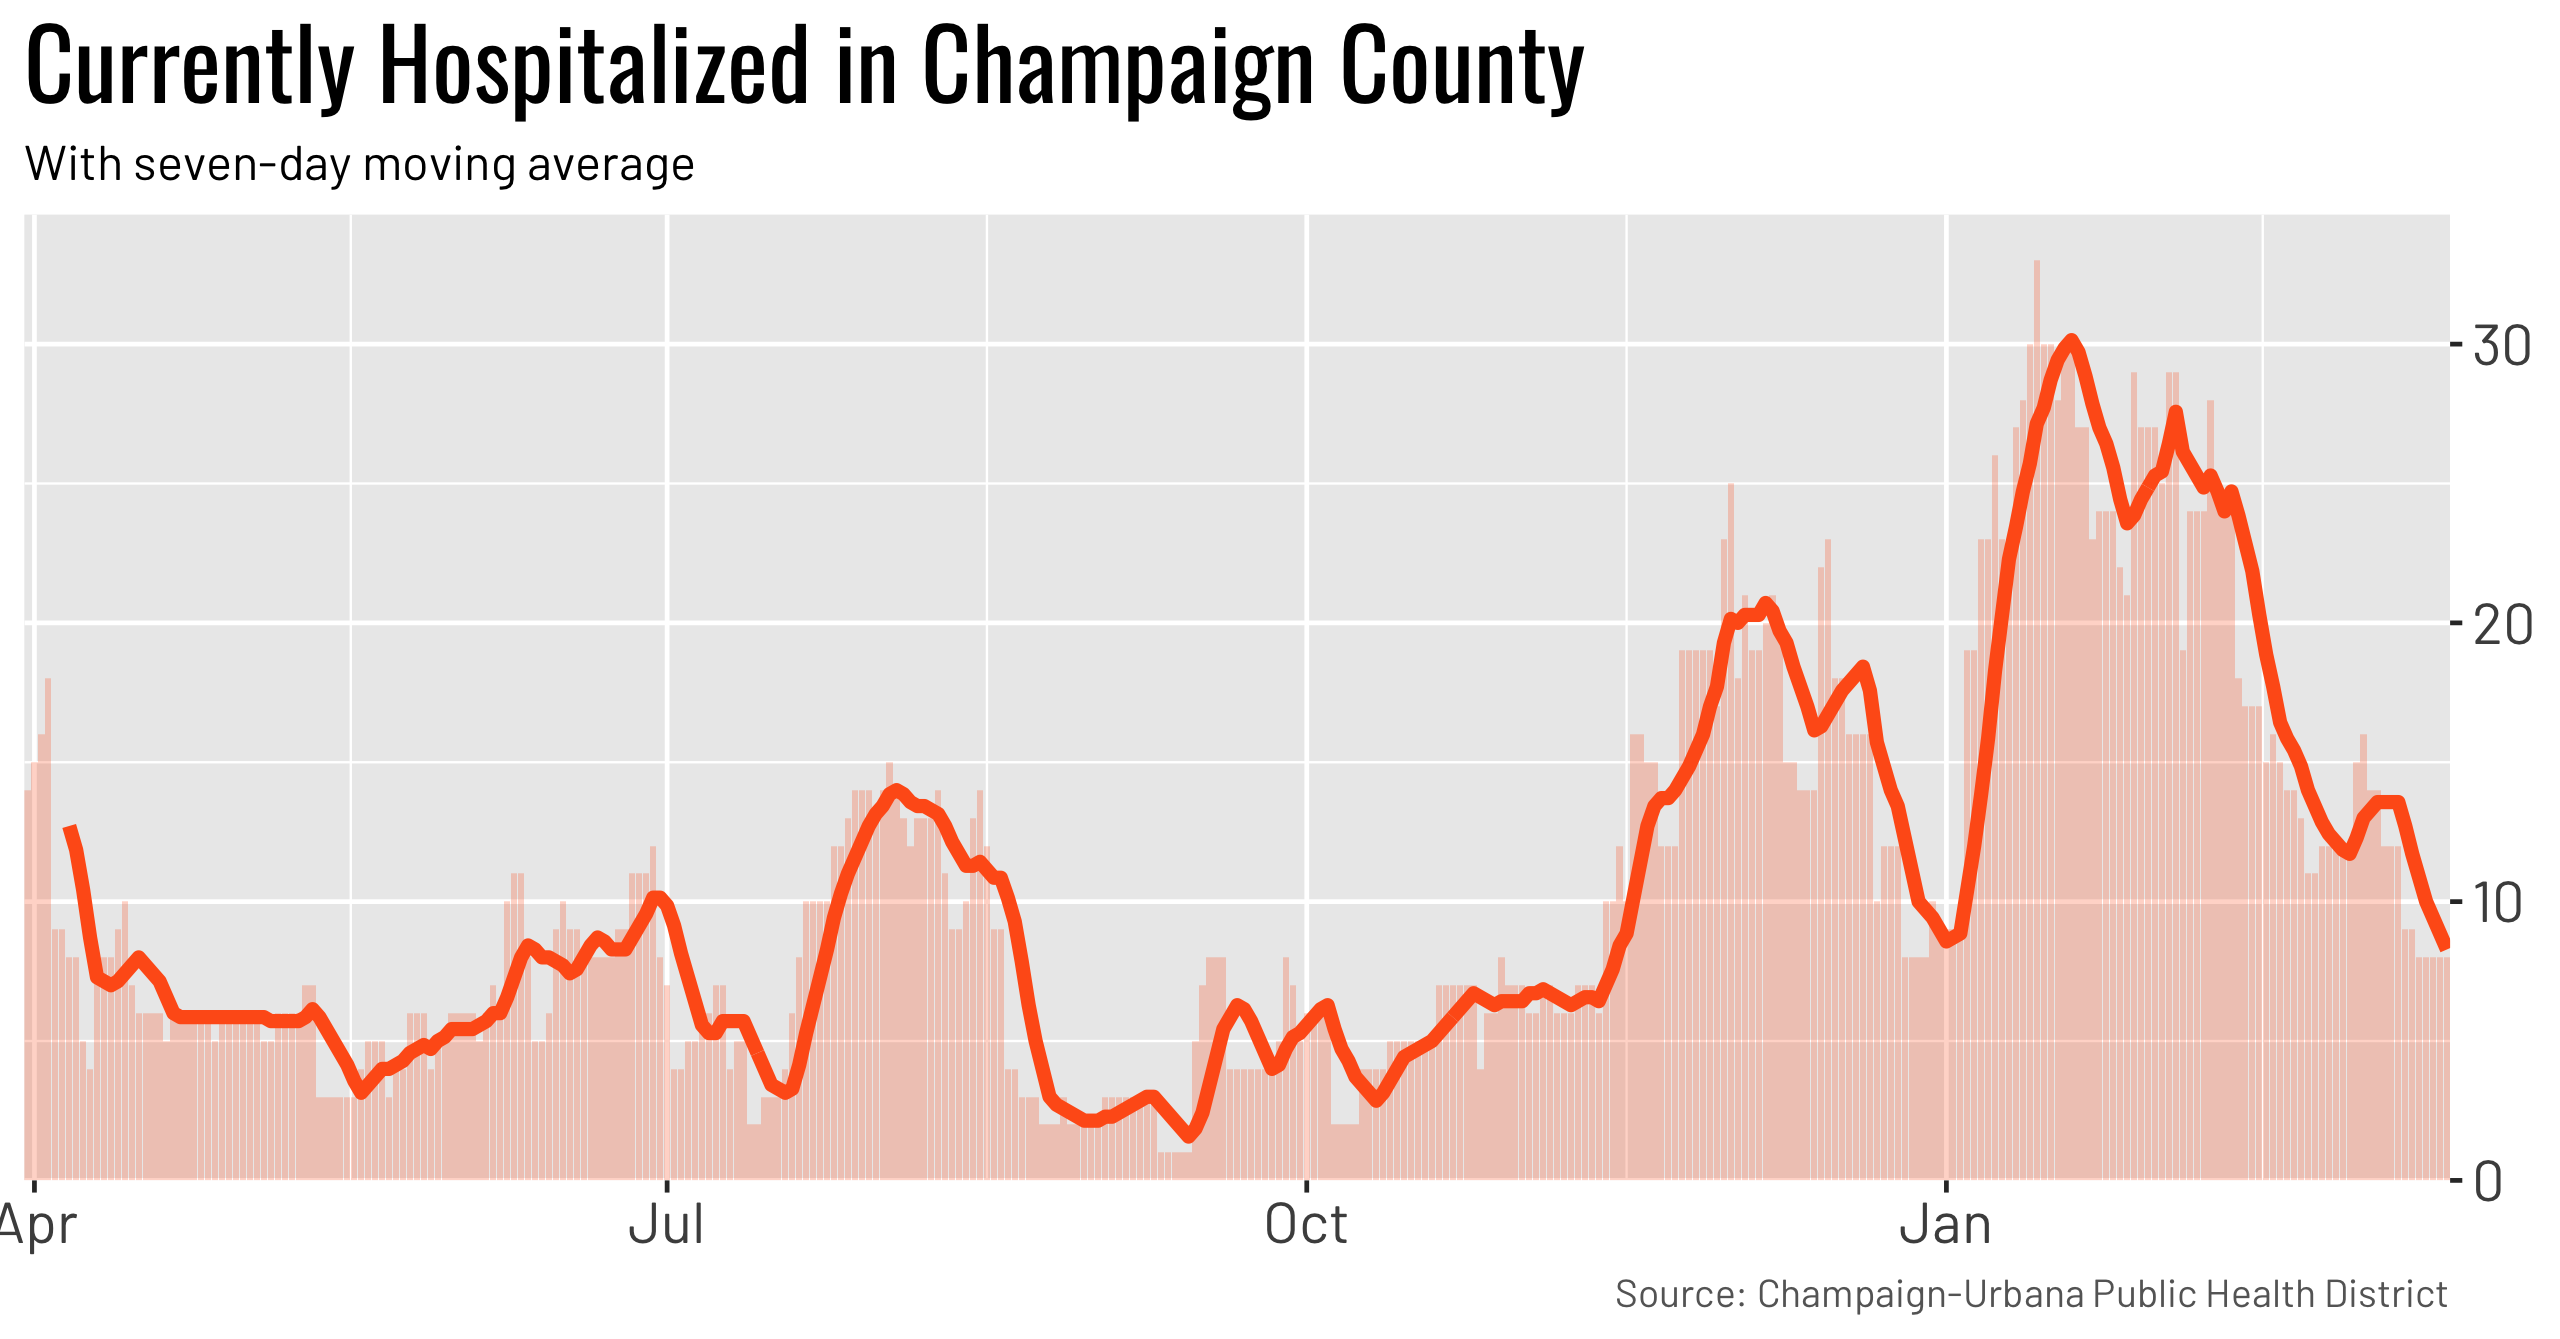 Currently Hospitalized in Champaign County
With seven-day moving average
30
20
10
0
Apr Jul Oct Jan
Source: Champaign-Urbana Public Health District